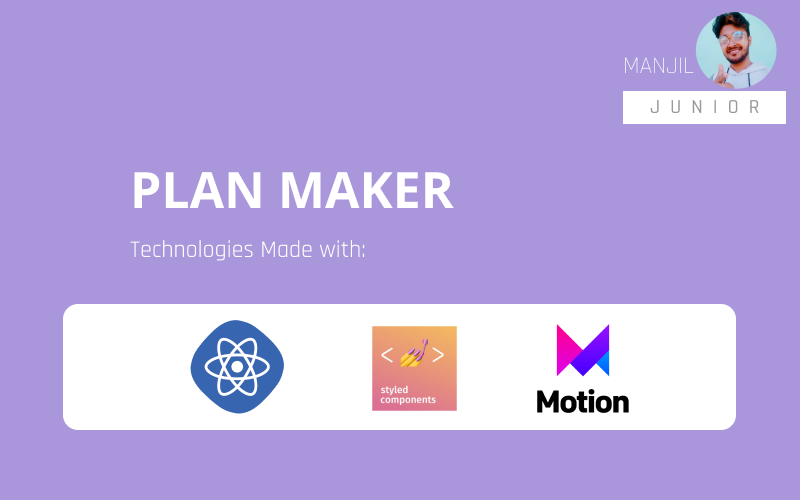 MANJIL
JUNIOR
PLAN MAKER
Technologies Made with:
< >
styled
components
Motion